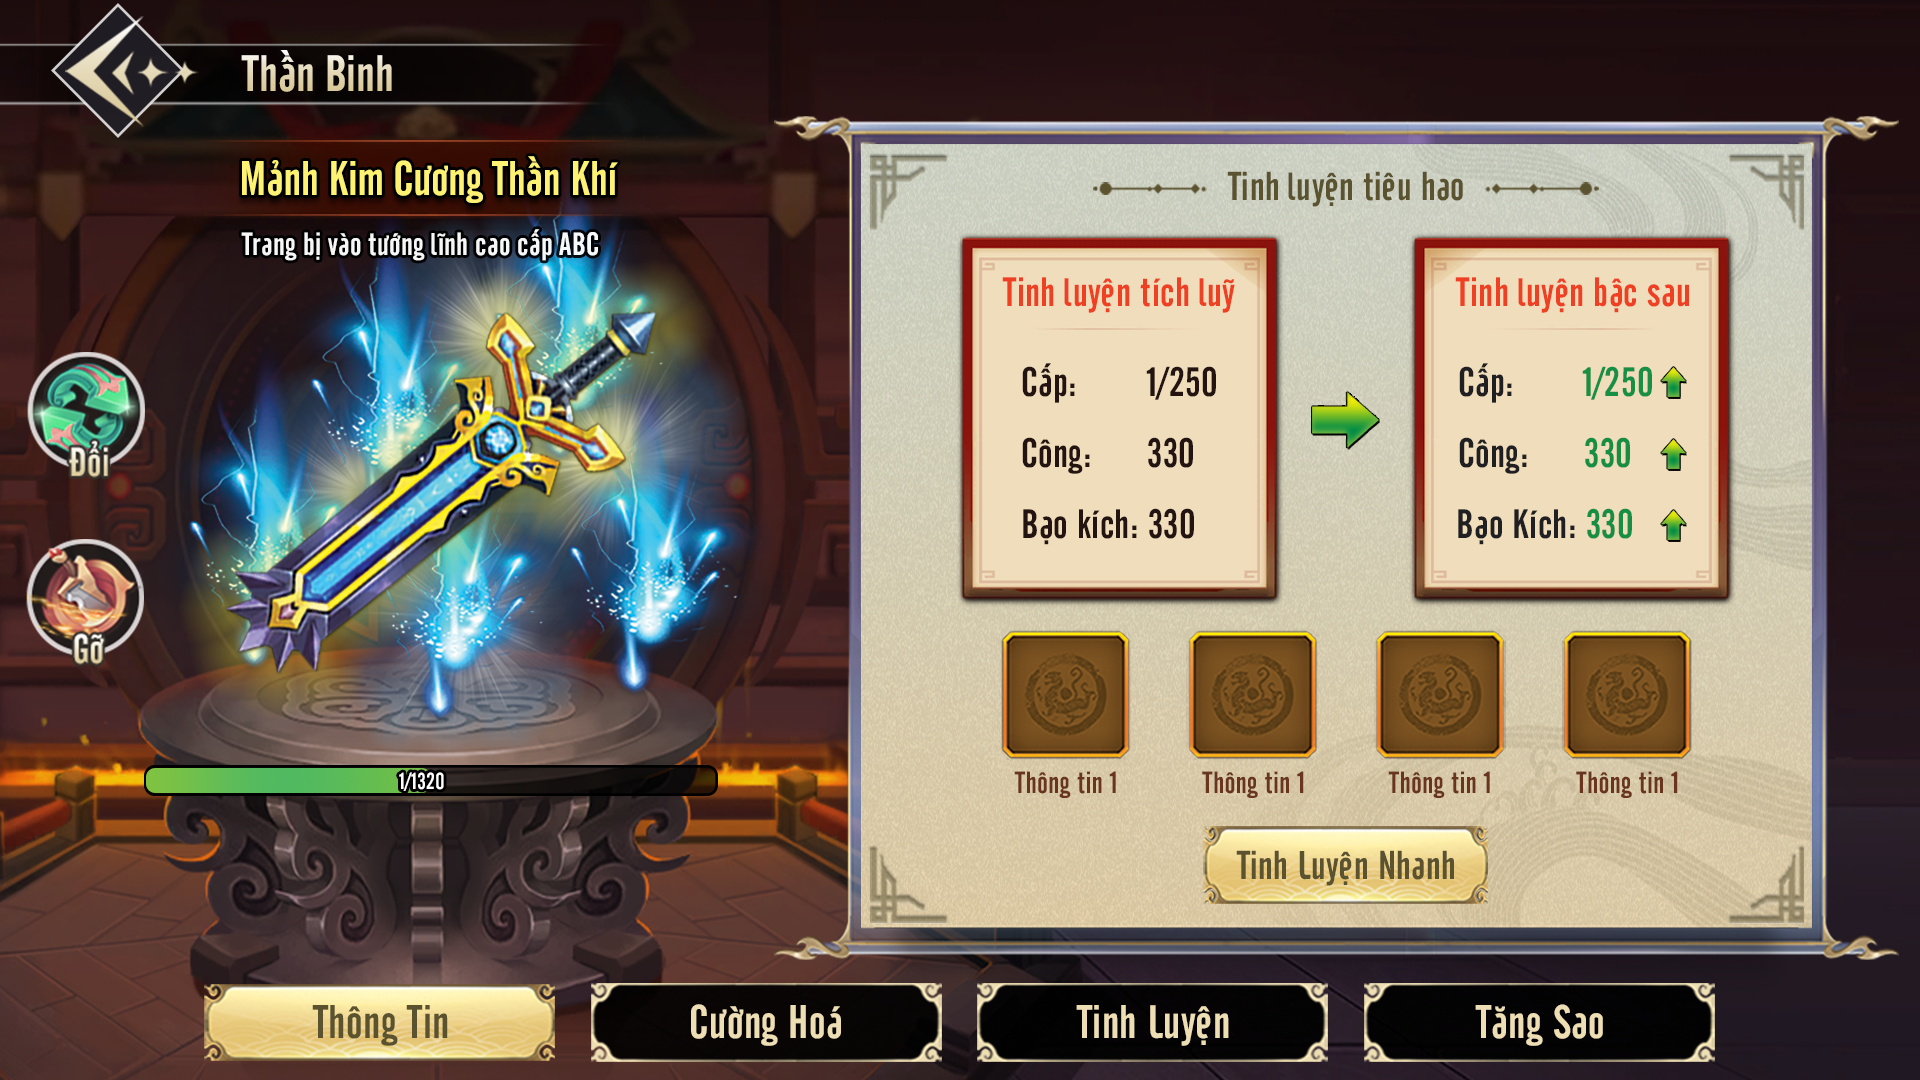 Thần Binh
Mảnh Kim Cương Thần Khí
Trang bị vào tướng lĩnh cao cấp ABC
Đổi
Gỡ
1/1320
Tinh luyện tiêu hao
Tinh luyện tích luỹ
Cấp: 1/250
Công: 330
Bạo kích: 330
Tinh luyện bậc sau
Cấp: 1/250
Công: 330
Bạo Kích: 330
Thông tin 1
Thông tin 1
Thông tin 1
Thông tin 1
Tinh Luyện Nhanh
Thông Tin
Cường Hoá
Tinh Luyện
Tăng Sao